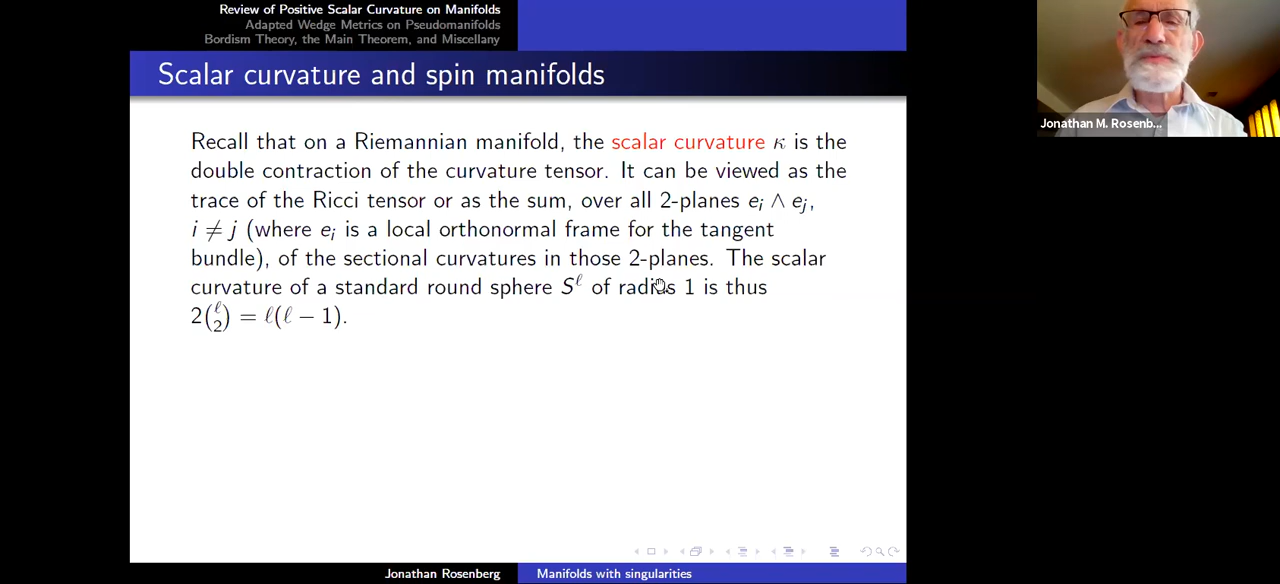 Review of Positive Scalar Curvature on Manifolds
Adapted Wedge Metrics on Pseudomanifolds
Bordism Theory, the Main Theorem, and Miscellany
Scalar curvature and spin manifolds
Recall that on a Riemannian manifold, the scalar curvature κ is the
double contraction of the curvature tensor. It can be viewed as the
trace of the Ricci tensor or as the sum, over all 2-planes eᵢ ∧ eⱼ,
i ≠ j (where eᵢ is a local orthonormal frame for the tangent
bundle), of the sectional curvatures in those 2-planes. The scalar
curvature of a standard round sphere Sˡ of radius 1 is thus
2(ℓ 2) = ℓ(ℓ − 1).
Jonathan M. Rosenb...
Jonathan Rosenberg
Manifolds with singularities